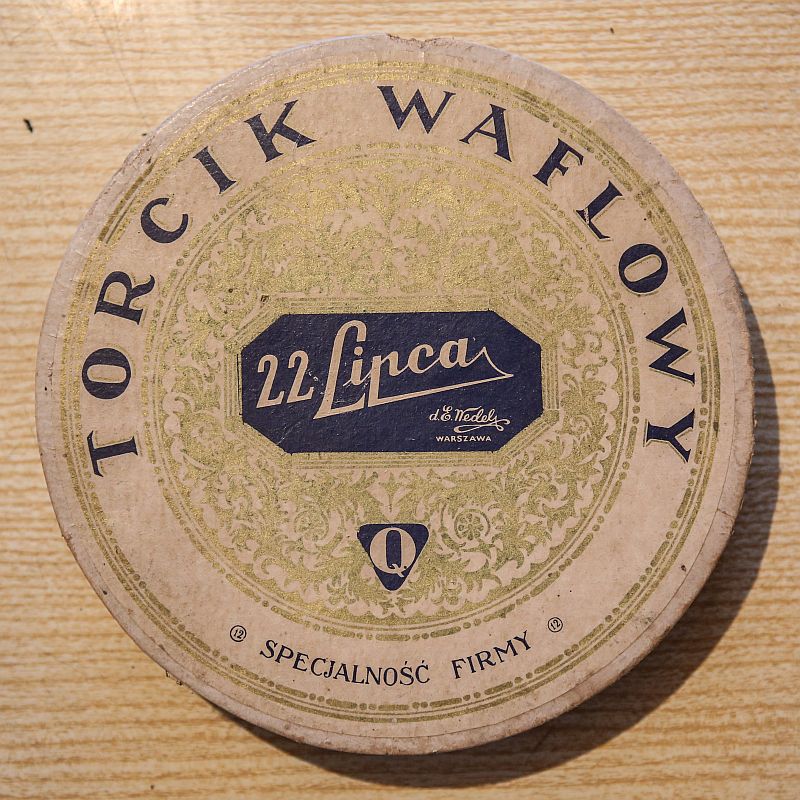 TORCIK WAFLOWY
22 Lipca
d. E. Wedel
WARSZAWA
Q
12 SPECJALNOŚĆ FIRMY 12